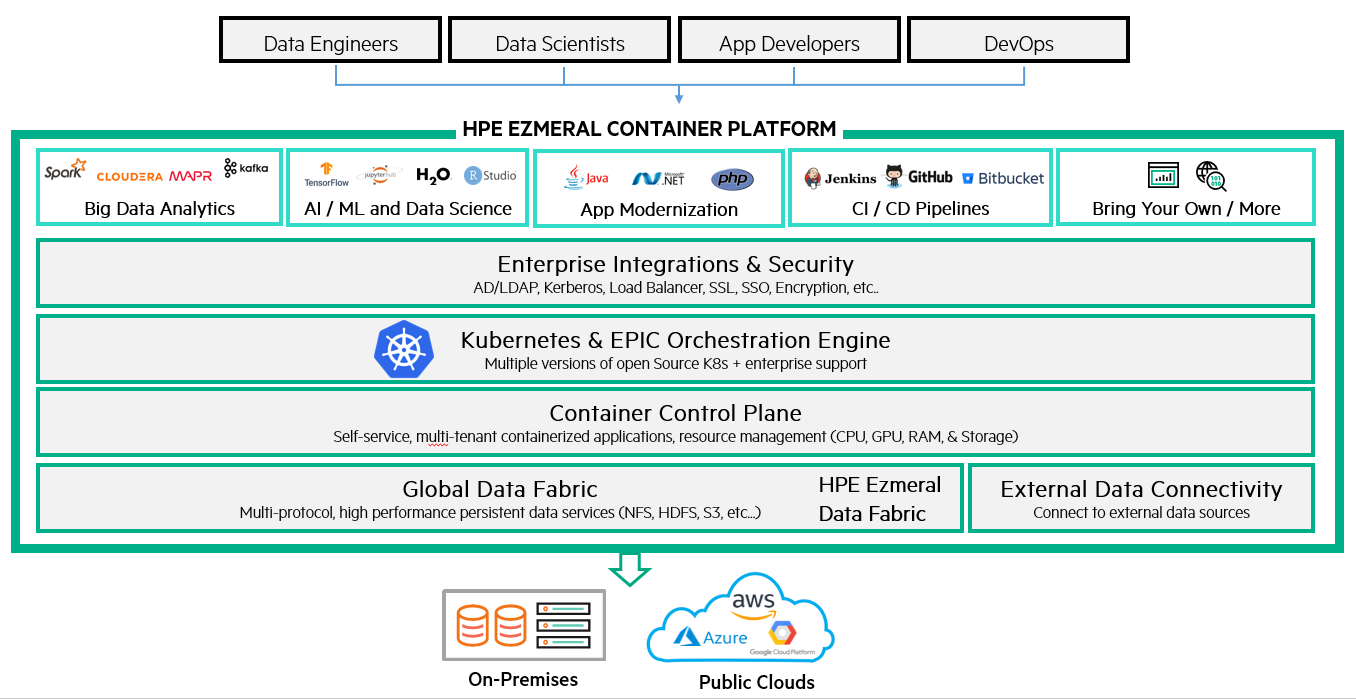 Data Engineers
Data Scientists
App Developers
DevOps
HPE EZMERAL CONTAINER PLATFORM
Spark
CLOUDERA
MAPR
kafka
Big Data Analytics
TensorFlow
jupyterhub
H2O
R Studio
AI / ML and Data Science
Java
Microsoft
.NET
php
App Modernization
Jenkins
GitHub
Bitbucket
CI / CD Pipelines
101
010
Bring Your Own / More
Enterprise Integrations & Security
AD/LDAP, Kerberos, Load Balancer, SSL, SSO, Encryption, etc..
Kubernetes & EPIC Orchestration Engine
Multiple versions of open Source K8s + enterprise support
Container Control Plane
Self-service, multi-tenant containerized applications, resource management (CPU, GPU, RAM, & Storage)
Global Data Fabric
Multi-protocol, high performance persistent data services (NFS, HDFS, S3, etc...)
HPE Ezmeral
Data Fabric
External Data Connectivity
Connect to external data sources
On-Premises
aws
Azure
Google Cloud Platform
Public Clouds